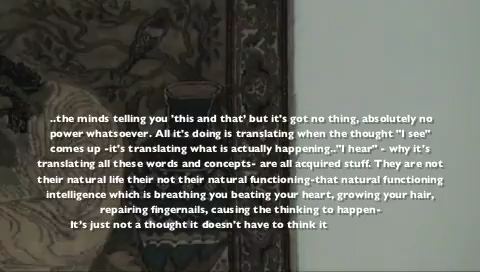 ..the minds telling you 'this and that' but it's got no thing, absolutely no
power whatsoever. All it's doing is translating when the thought "I see"
comes up -it's translating what is actually happening.."I hear" - why it's
translating all these words and concepts- are all acquired stuff. They are not
their natural life their not their natural functioning-that natural functioning
intelligence which is breathing you beating your heart, growing your hair,
repairing fingernails, causing the thinking to happen-
It's just not a thought it doesn't have to think it